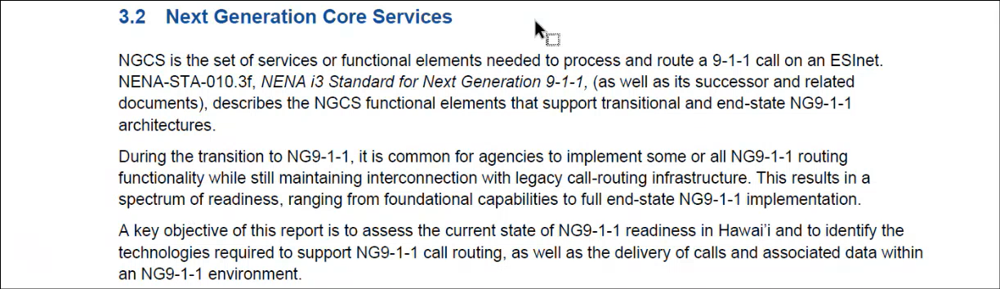 3.2 Next Generation Core Services
NGCS is the set of services or functional elements needed to process and route a 9-1-1 call on an ESInet.
NENA-STA-010.3f, NENA i3 Standard for Next Generation 9-1-1, (as well as its successor and related
documents), describes the NGCS functional elements that support transitional and end-state NG9-1-1
architectures.
During the transition to NG9-1-1, it is common for agencies to implement some or all NG9-1-1 routing
functionality while still maintaining interconnection with legacy call-routing infrastructure. This results in a
spectrum of readiness, ranging from foundational capabilities to full end-state NG9-1-1 implementation.
A key objective of this report is to assess the current state of NG9-1-1 readiness in Hawai’i and to identify the
technologies required to support NG9-1-1 call routing, as well as the delivery of calls and associated data within
an NG9-1-1 environment.